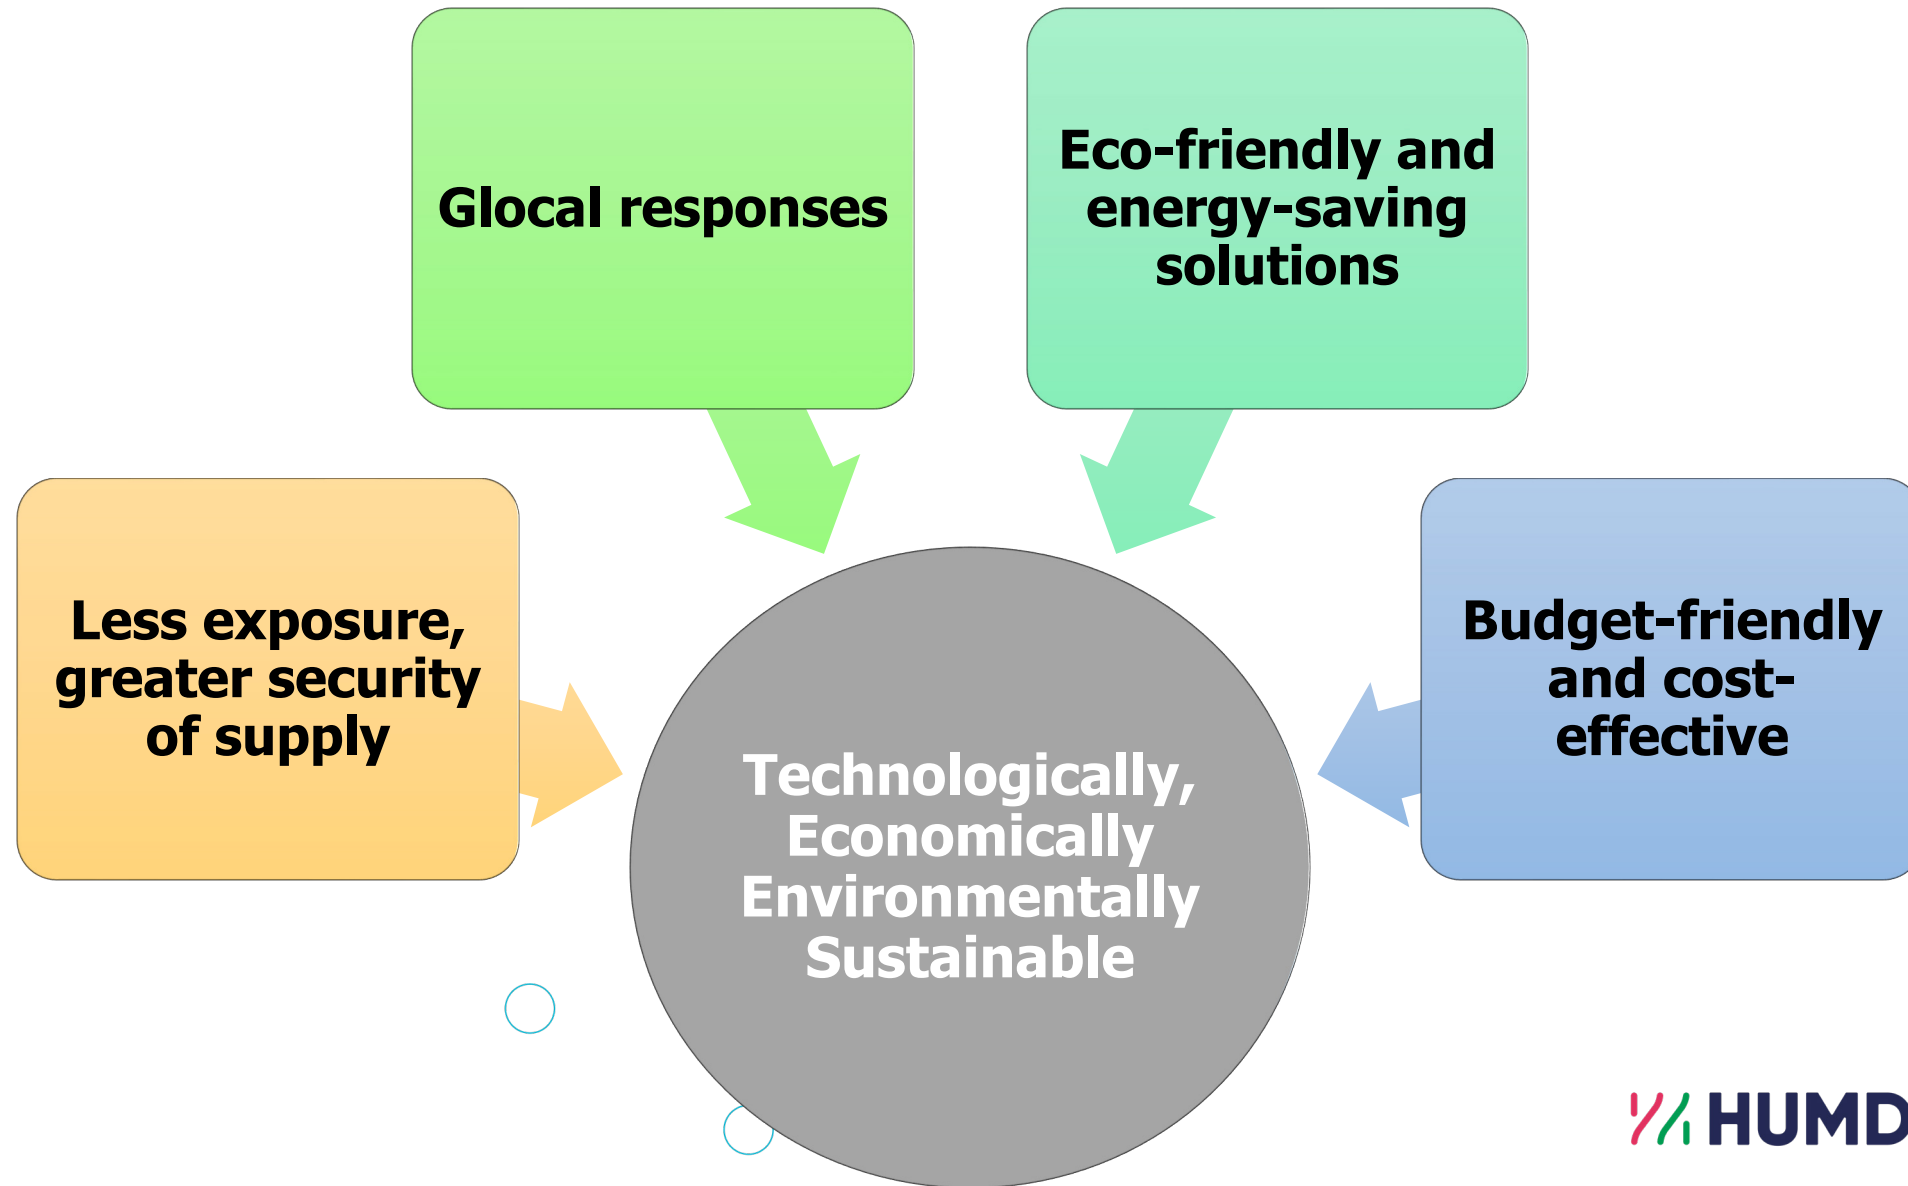 Glocal responses
Eco-friendly and
energy-saving
solutions
Less exposure,
greater security
of supply
Budget-friendly
and cost-
effective
Technologically,
Economically
Environmentally
Sustainable
HUMD